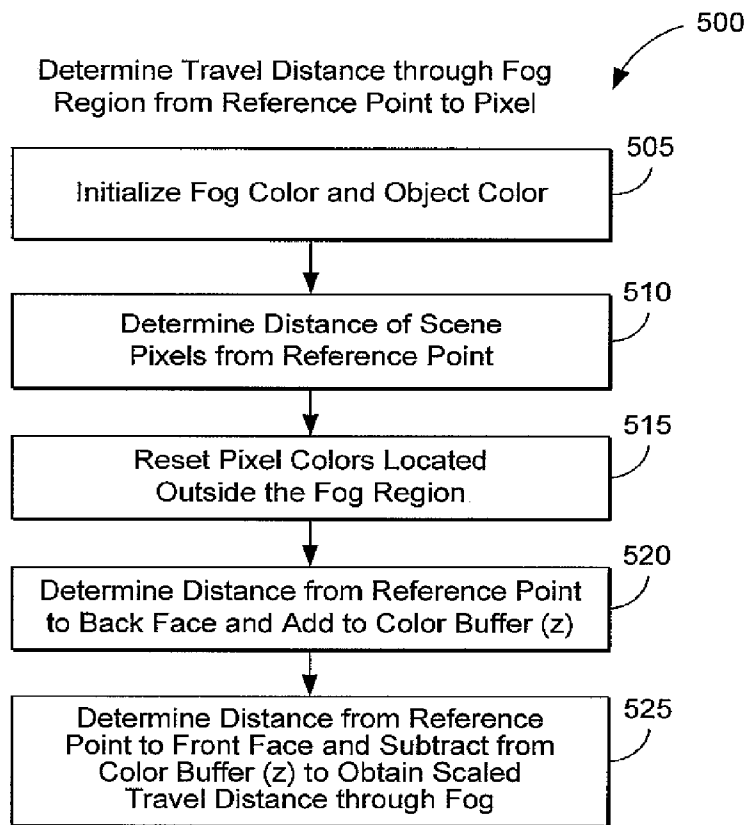 500
Determine Travel Distance through Fog
Region from Reference Point to Pixel
505
Initialize Fog Color and Object Color
510
Determine Distance of Scene
Pixels from Reference Point
515
Reset Pixel Colors Located
Outside the Fog Region
520
Determine Distance from Reference Point
to Back Face and Add to Color Buffer (z)
525
Determine Distance from Reference
Point to Front Face and Subtract from
Color Buffer (z) to Obtain Scaled
Travel Distance through Fog